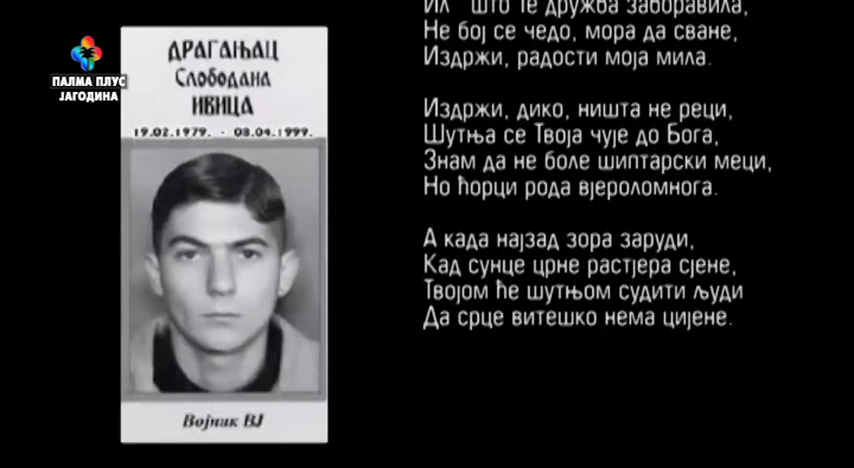 ПАЛМА ПЛУС
ЈАГОДИНА
ДРАГАЊАЦ
Слободана
ИВИЦА
19.02.1979. - 03.04.1999.
Војник ВЈ
што те дружба заборавила,
Не бој се чедо, мора да сване,
Издржи, радости моја мила.
Издржи, дико, ништа не реци,
Шутња се Твоја чује до Бога,
Знам да не боле шиптарски меци,
Но ћорци рода вјероломнога.
А када најзад зора заруди,
Кад сунце црне растјера сјене,
Твојом ће шутњом судити људи
Да срце витешко нема цијене.